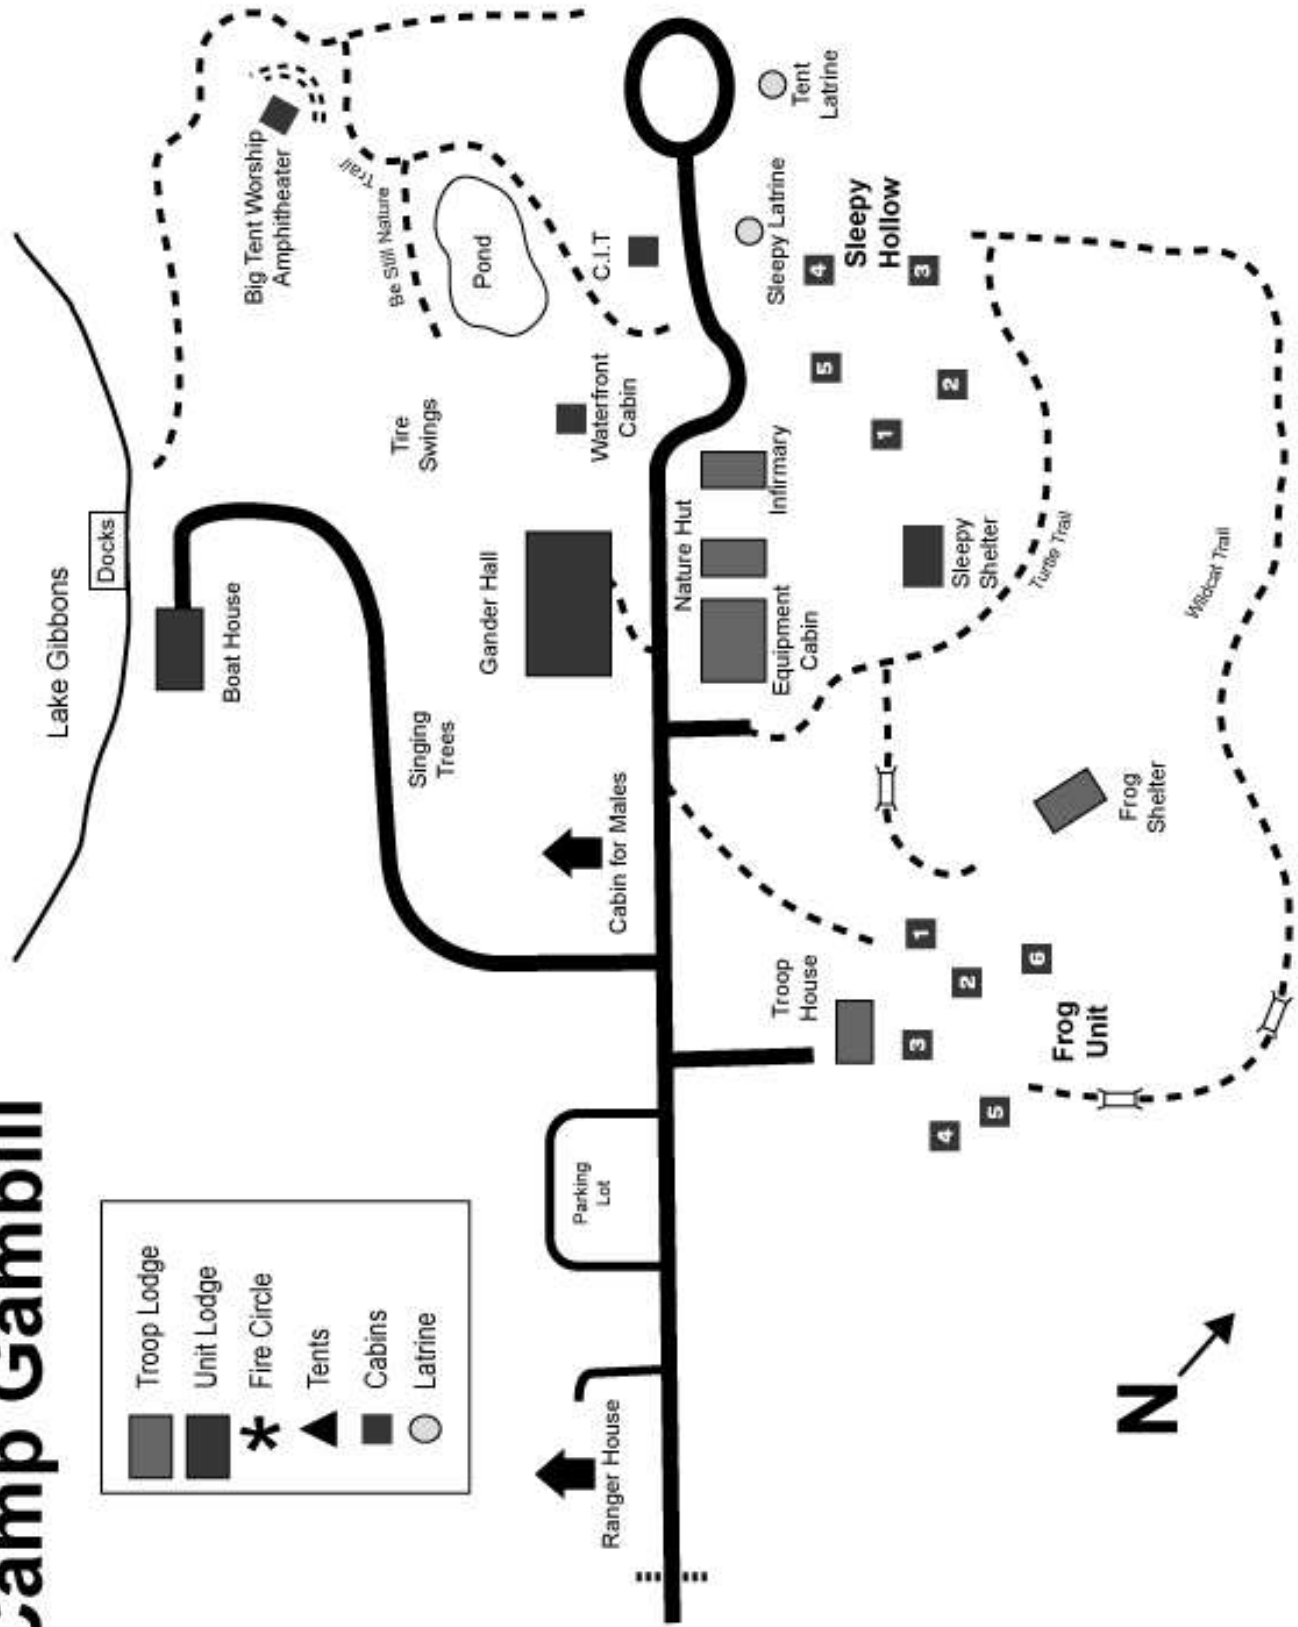 Camp Gambill
Lake Gibbons
Docks
Boat House
Big Tent Worship
Amphitheater
Be Still Nature
Trail
Pond
Tire
Swings
Singing
Trees
Gander Hall
Waterfront
Cabin
C.I.T
Tent
Latrine
Sleepy Latrine
Sleepy
Hollow
4
3
5
2
1
Infirmary
Nature Hut
Equipment
Cabin
Sleepy
Shelter
Turtle Trail
Wildcat Trail
Cabin for Males
Frog
Shelter
Troop
House
1
2
6
3
Frog
Unit
5
4
Parking
Lot
Ranger House
Troop Lodge
Unit Lodge
Fire Circle
Tents
Cabins
Latrine
N